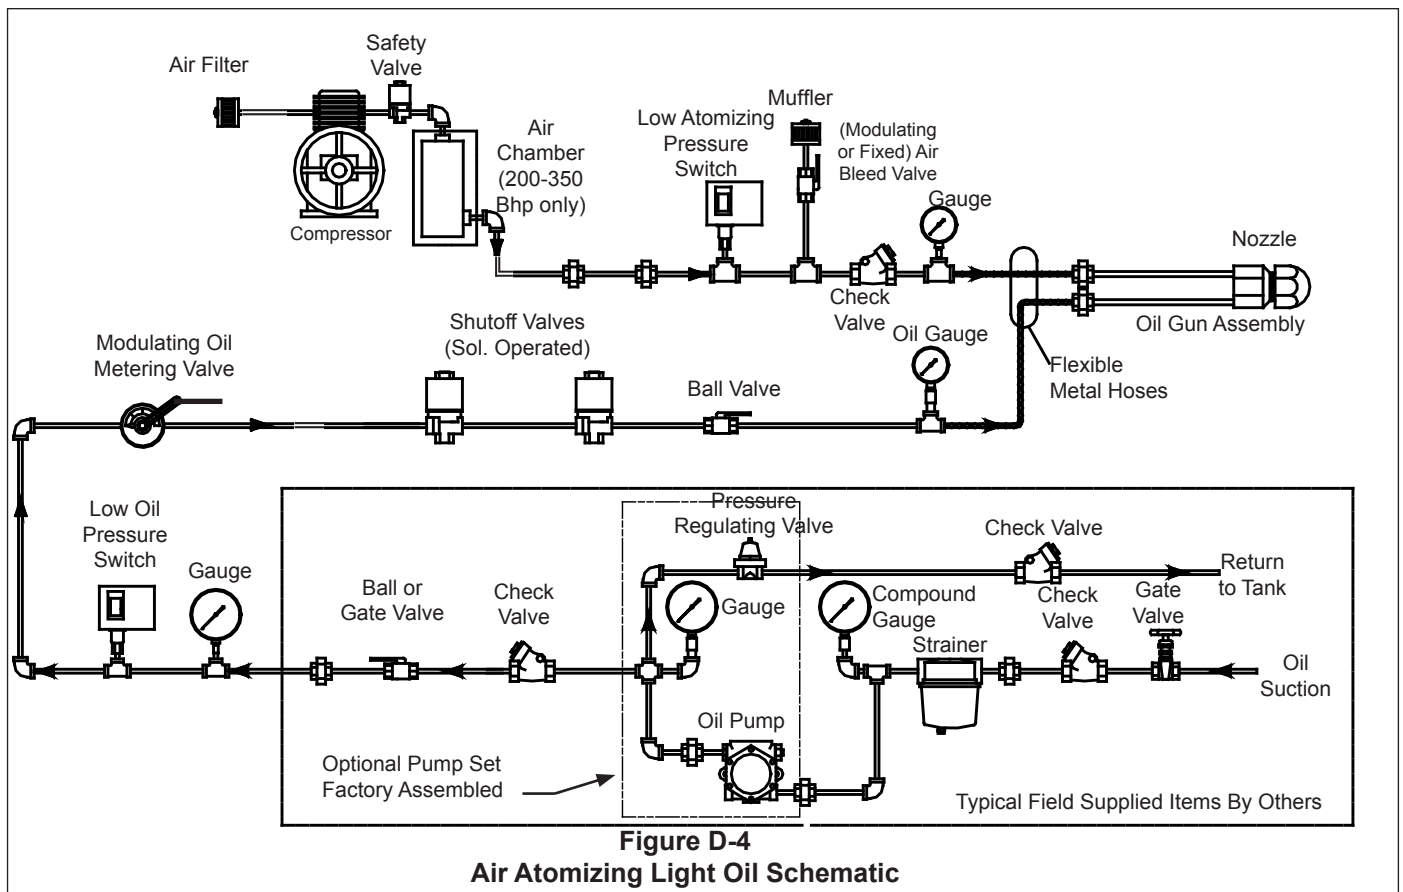 Safety
Valve
Air Filter
Compressor
Air
Chamber
(200-350
Bhp only)
Low Atomizing
Pressure
Switch
Muffler
(Modulating
or Fixed) Air
Bleed Valve
Gauge
Check
Valve
Nozzle
Oil Gun Assembly
Flexible
Metal Hoses
Modulating Oil
Metering Valve
Shutoff Valves
(Sol. Operated)
Ball Valve
Oil Gauge
Low Oil
Pressure
Switch
Gauge
Ball or
Gate Valve
Check
Valve
Pressure
Regulating Valve
Gauge
Oil Pump
Compound
Gauge
Strainer
Check Valve
Check
Valve
Gate
Valve
Return
to Tank
Oil
Suction
Optional Pump Set
Factory Assembled
Typical Field Supplied Items By Others
Figure D-4
Air Atomizing Light Oil Schematic